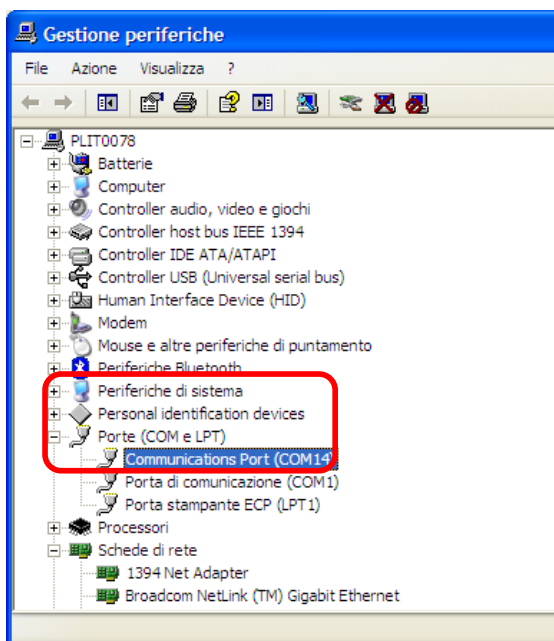 Gestione periferiche
File Azione Visualizza ?
PLIT0078
Batterie
Computer
Controller audio, video e giochi
Controller host bus IEEE 1394
Controller IDE ATA/ATAPI
Controller USB (Universal serial bus)
Human Interface Device (HID)
Modem
Mouse e altre periferiche di puntamento
Periferiche Bluetooth
Periferiche di sistema
Personal identification devices
Porte (COM e LPT)
Communications Port (COM14)
Porta di comunicazione (COM1)
Porta stampante ECP (LPT1)
Processori
Schede di rete
1394 Net Adapter
Broadcom NetLink (TM) Gigabit Ethernet